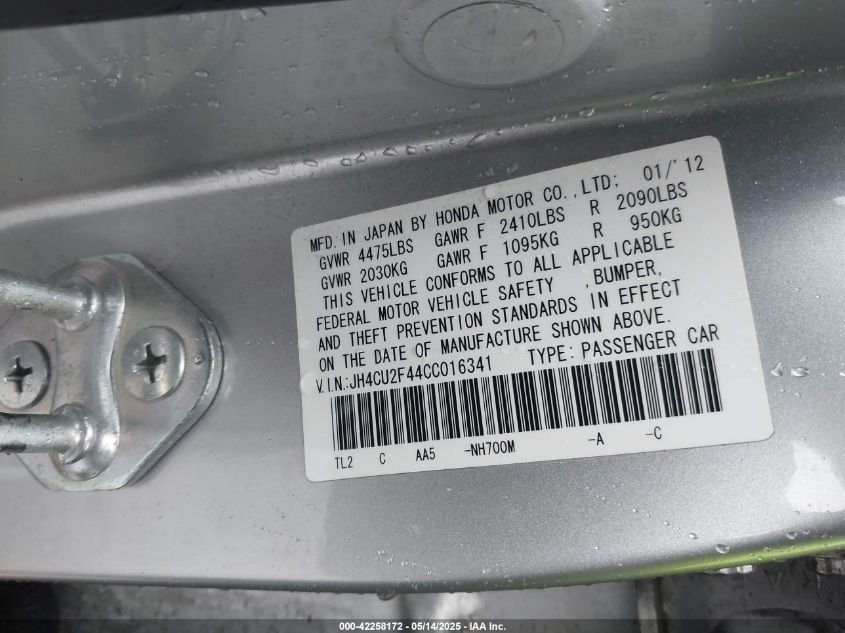 MFD. IN JAPAN BY HONDA MOTOR CO.,LTD; 01/'12
GVWR 4475LBS GAWR F 2410LBS R 2090LBS
GVWR 2030KG GAWR F 1095KG R 950KG
THIS VEHICLE CONFORMS TO ALL APPLICABLE
FEDERAL MOTOR VEHICLE SAFETY ,BUMPER,
AND THEFT PREVENTION STANDARDS IN EFFECT
ON THE DATE OF MANUFACTURE SHOWN ABOVE.
V.I.N:JH4CU2F44CC016341 TYPE: PASSENGER CAR
TL2 C AA5 -NH700M -A -C
000-42258172 - 05/14/2025 - IAA Inc.